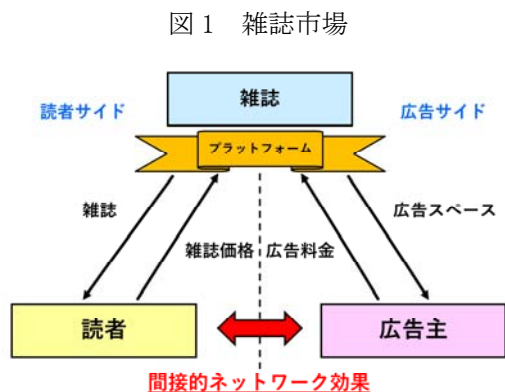 図1 雑誌市場
雑誌
読者サイド
広告サイド
プラットフォーム
雑誌
広告スペース
雑誌価格
広告料金
読者
広告主
間接的ネットワーク効果